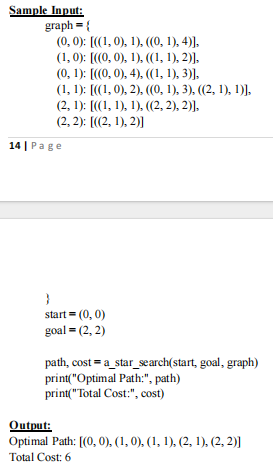 Sample Input:
graph = {
(0, 0): [((1, 0), 1), ((0, 1), 4)],
(1, 0): [((0, 0), 1), ((1, 1), 2)],
(0, 1): [((0, 0), 4), ((1, 1), 3)],
(1, 1): [((1, 0), 2), ((0, 1), 3), ((2, 1), 1)],
(2, 1): [((1, 1), 1), ((2, 2), 2)],
(2, 2): [((2, 1), 2)]
14 | Page
}
start = (0, 0)
goal = (2, 2)
path, cost = a_star_search(start, goal, graph)
print("Optimal Path:", path)
print("Total Cost:", cost)
Output:
Optimal Path: [(0, 0), (1, 0), (1, 1), (2, 1), (2, 2)]
Total Cost: 6